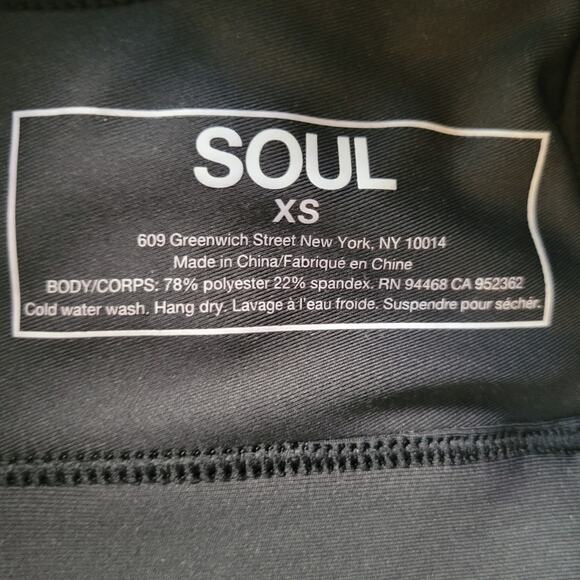 SOUL
XS
609 Greenwich Street New York, NY 10014
Made in China/Fabriqué en Chine
BODY/CORPS: 78% polyester 22% spandex. RN 94468 CA 952362
Cold water wash. Hang dry. Lavage à l'eau froide. Suspendre pour séchér.